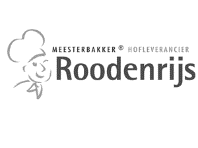 MEESTERBAKKER ® HOFLEVERANCIER
Roodenrijs